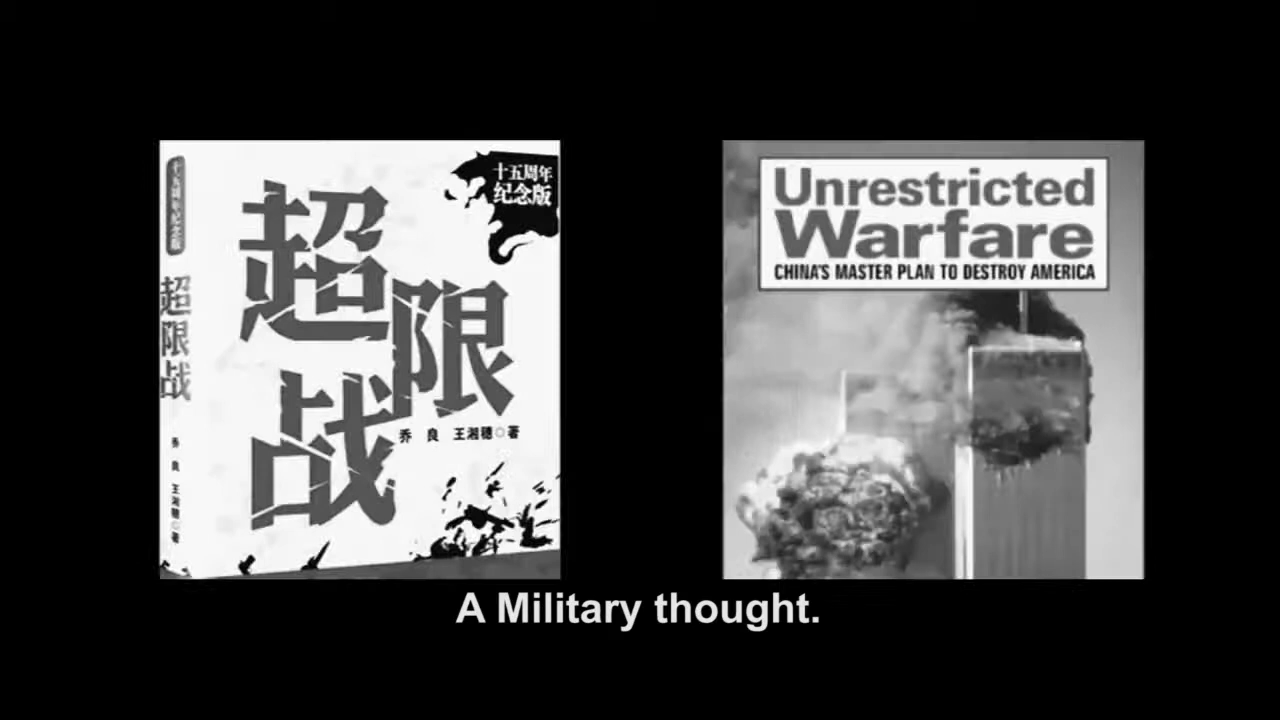 十五周年纪念版
超限战
乔良 王湘穗◎著
十五周年
纪念版
超
限
战
乔 良 王湘穗◎著
Unrestricted
Warfare
CHINA'S MASTER PLAN TO DESTROY AMERICA
A Military thought.